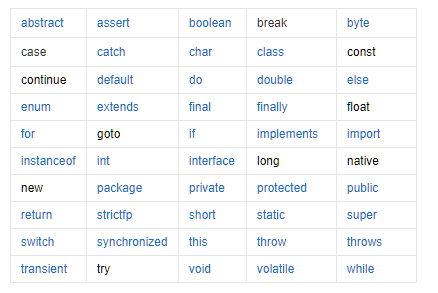 abstract assert boolean break byte
case catch char class const
continue default do double else
enum extends final finally float
for goto if implements import
instanceof int interface long native
new package private protected public
return strictfp short static super
switch synchronized this throw throws
transient try void volatile while